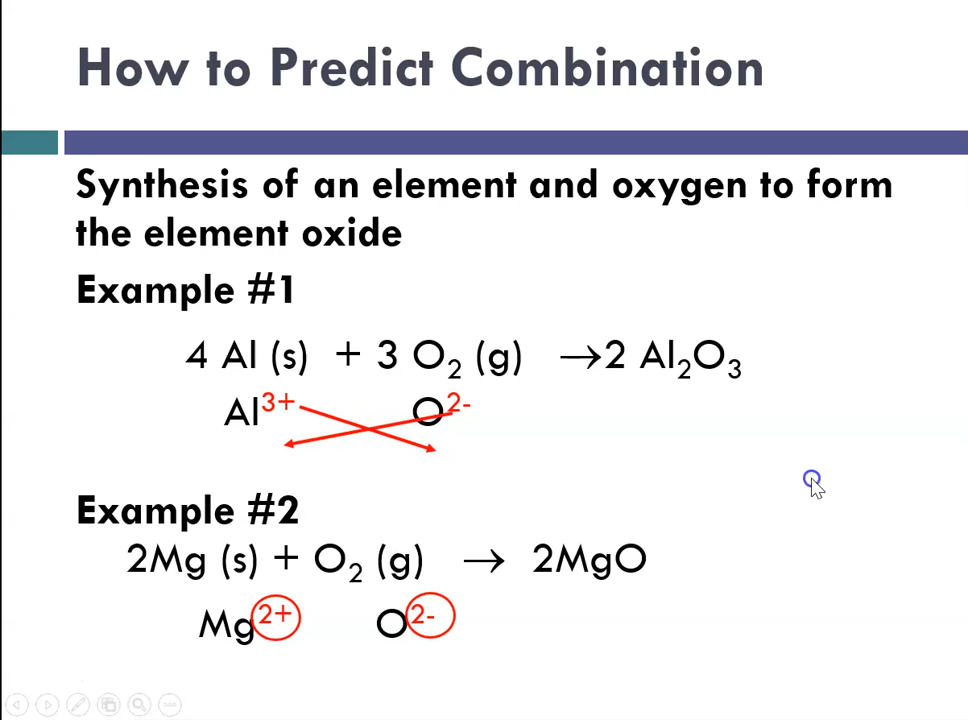 How to Predict Combination
Synthesis of an element and oxygen to form
the element oxide
Example #1
4 Al (s) + 3 O₂ (g) →2 Al₂O₃
Al³⁺ O²⁻
Example #2
2Mg (s) + O₂ (g) → 2MgO
Mg²⁺ O²⁻